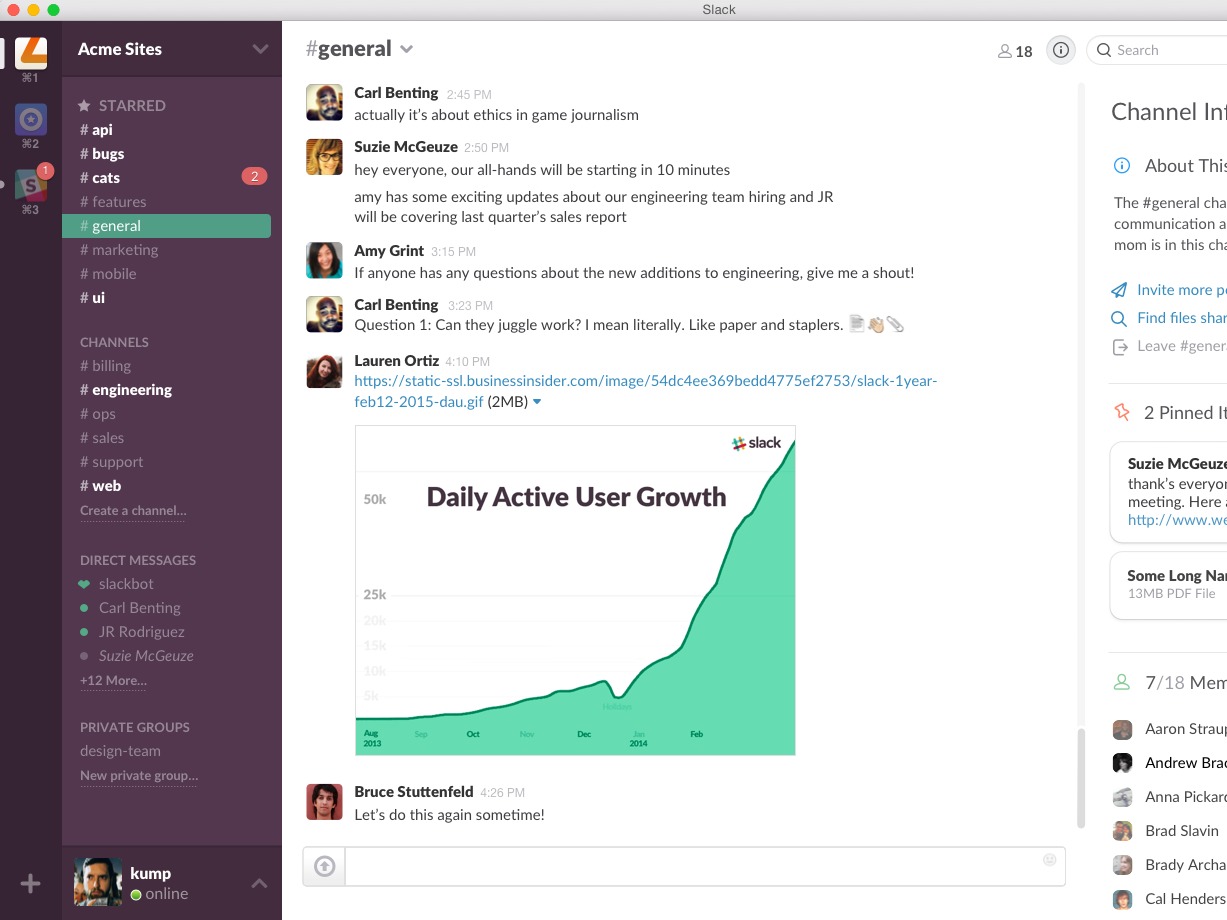 Slack
⌘1
⌘2
1
⌘3
Acme Sites
STARRED
# api
# bugs
# cats 2
# features
# general
# marketing
# mobile
# ui
CHANNELS
# billing
# engineering
# ops
# sales
# support
# web
Create a channel...
DIRECT MESSAGES
slackbot
Carl Benting
JR Rodriguez
Suzie McGeuze
+12 More...
PRIVATE GROUPS
design-team
New private group...
kump
online
#general
18
Search
Carl Benting 2:45 PM
actually it’s about ethics in game journalism
Suzie McGeuze 2:50 PM
hey everyone, our all-hands will be starting in 10 minutes
amy has some exciting updates about our engineering team hiring and JR
will be covering last quarter’s sales report
Amy Grint 3:15 PM
If anyone has any questions about the new additions to engineering, give me a shout!
Carl Benting 3:23 PM
Question 1: Can they juggle work? I mean literally. Like paper and staplers.
Lauren Ortiz 4:10 PM
https://static-ssl.businessinsider.com/image/54dc4ee369bedd4775ef2753/slack-1year-
feb12-2015-dau.gif (2MB)
slack
Daily Active User Growth
50k
25k
20k
15k
10k
5k
Holidays
Aug Sep Oct Nov Dec Jan Feb
2013 2014
Bruce Stuttenfeld 4:26 PM
Let’s do this again sometime!
Channel Inf
About This
The #general cha
communication a
mom is in this cha
Invite more pe
Find files shar
Leave #genera
2 Pinned It
Suzie McGeuze
thank’s everyon
meeting. Here a
http://www.we
Some Long Nam
13MB PDF File
7/18 Mem
Aaron Straup
Andrew Brac
Anna Pickard
Brad Slavin
Brady Archa
Cal Henders